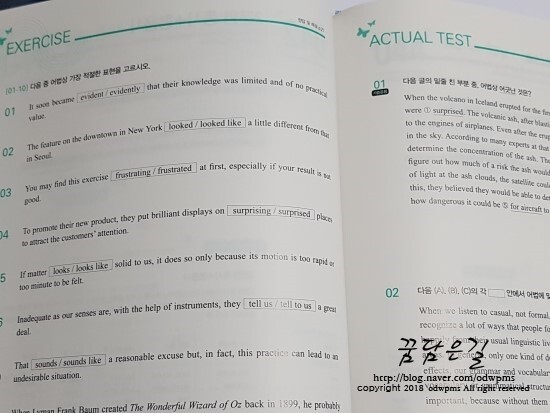 EXERCISE
[01-10] 다음 중 어법상 가장 적절한 표현을 고르시오.
01 It soon became evident / evidently that their knowledge was limited and of no practical
value.
02 The feature on the downtown in New York looked / looked like a little different from that
in Seoul.
03 You may find this exercise frustrating / frustrated at first, especially if your result is not
good.
04 To promote their new product, they put brilliant displays on surprising / surprised places
to attract the customers' attention.
5 If matter looks / looks like solid to us, it does so only because its motion is too rapid or
too minute to be felt.
Inadequate as our senses are, with the help of instruments, they tell us / tell to us a great
deal.
That sounds / sounds like a reasonable excuse but, in fact, this practice can lead to an
undesirable situation.
When Lyman Frank Baum created The Wonderful Wizard of Oz back in 1899, he probably
ACTUAL TEST
01 다음 글의 밑줄 친 부분 중, 어법상 어긋난 것은?
When the volcano in Iceland erupted for the
were ① surprised. The volcanic ash, after
to the engines of airplanes. Even after the
in the sky. According to many experts at that
determine the concentration of the ash.
figure out how much of a risk the ash would
of light at the ash clouds, the satellite
this, they believed they would be able to
how dangerous it could be ⑤ for aircraft to
02 다음 (A), (B), (C)의 각 안에서 어법에
When we listen to casual, not formal,
recognize a lot of ways that people
usual linguistic
only one kind of
effects, our grammar and vocabulary
grammatical structure
important, because without them
꿈담은길
http://blog.naver.com/odwpms
copyright 2018 odwpms All right reserved